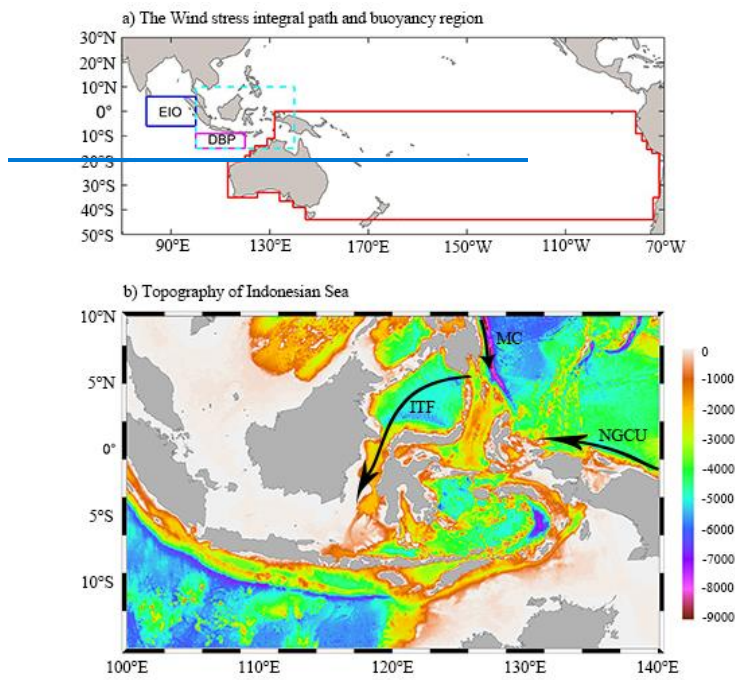 a) The Wind stress integral path and buoyancy region
30°N
20°N
10°N
0°
10°S
20°S
30°S
40°S
50°S
EIO
DBP
90°E 130°E 170°E 150°W 110°W 70°W
b) Topography of Indonesian Sea
10°N
5°N
0°
5°S
10°S
MC
ITF
NGCU
100°E 110°E 120°E 130°E 140°E
0
-1000
-2000
-3000
-4000
-5000
-6000
-7000
-8000
-9000